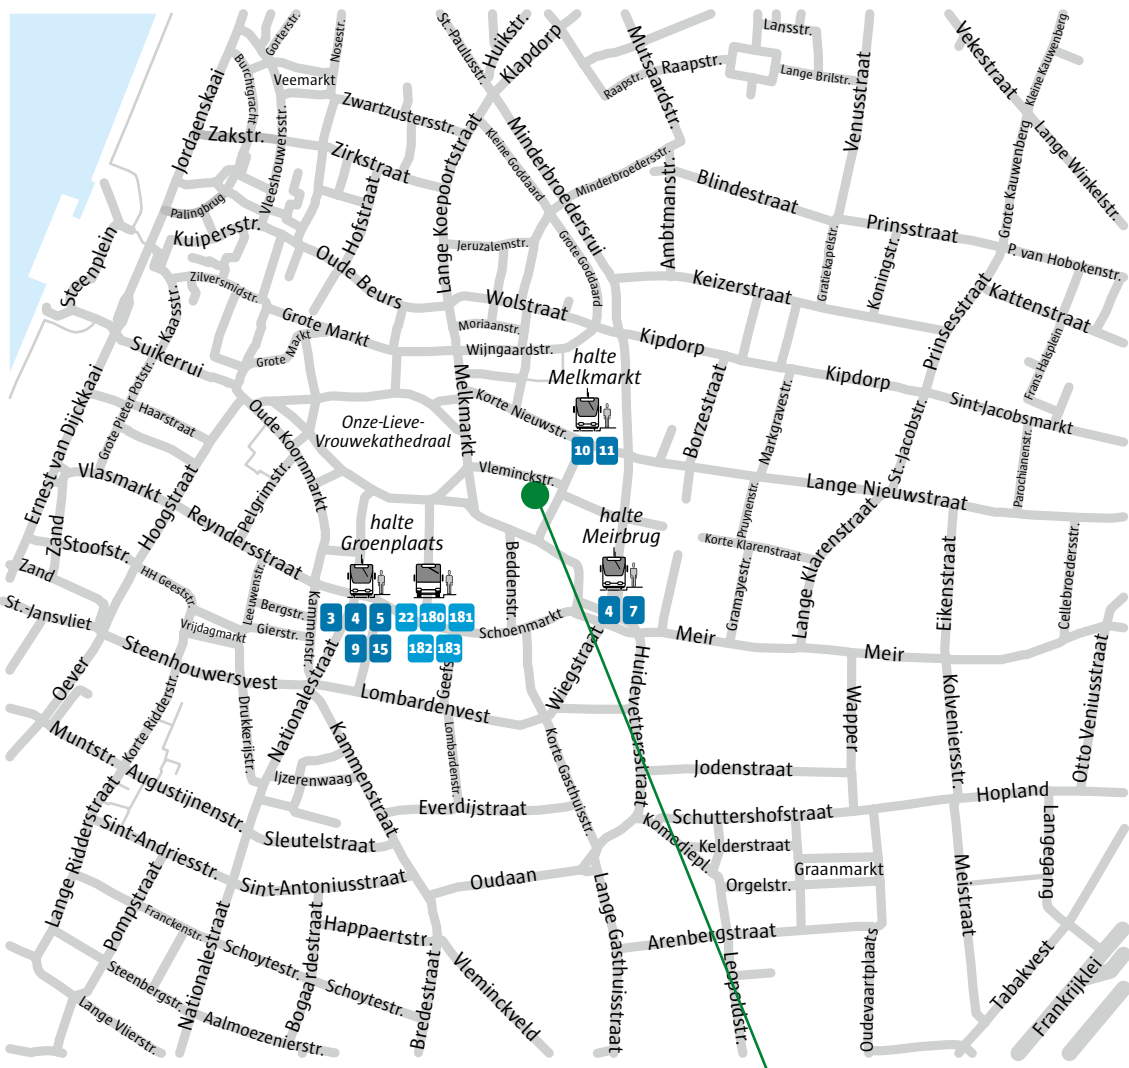 Gorterstr.
Nosestr.
St.-Paulusstr.
Huikstr.
Klapdorp
Mutsaardstr.
Lansstr.
Vekestraat
Kleine Kauwenberg
Burchtgracht
Veemarkt
Raapstr.
Raapstr.
Lange Brilstr.
Venusstraat
Jordaenskaai
Zakstr.
Vleeshouwersstr.
Zwartzustersstr.
Zirkstraat
Lange Koepoortstraat
Kleine Goddaard
Minderbroedersrui
Minderbroedersstr.
Ambtmanstr.
Blindestraat
Prinsstraat
Grote Kauwenberg
Lange Winkelstr.
Palingbrug
Kuipersstr.
Hofstraat
Oude Beurs
Jeruzalemstr.
Grote Goddaard
Keizerstraat
Gratiekapelstr.
Koningstr.
P. van Hobokenstr.
Kattenstraat
Steenplein
Zilversmidstr.
Kaasstr.
Grote Markt
Grote Markt
Wolstraat
Moriaanstr.
Wijngaardstr.
Kipdorp
Kipdorp
Prinsesstraat
Frans Halsplein
Sint-Jacobsmarkt
Suikerrui
Ernest van Dijckkaai
Grote Pieter Potstr.
Haarstraat
Oude Koornmarkt
Onze-Lieve-
Vrouwekathedraal
Melkmarkt
Korte Nieuwstr.
halte
Melkmarkt
10 11
Borzestraat
Markgravestr.
St.-Jacobstr.
Parochianenstr.
Vlasmarkt
Hoogstraat
Pelgrimstr.
Reyndersstraat
Vleminckstr.
Lange Nieuwstraat
Pruynenstr.
halte
Groenplaats
halte
Meirbrug
Korte Klarenstraat
Lange Klarenstraat
Zand
Stoofstr.
Zand
HH Geeststr.
Leeuwenstr.
Bergstr.
Gierstr.
Kammenstr.
3 4 5 22 180 181
9 15 182 183
Beddenstr.
Schoenmarkt
4 7
Gramayestr.
Eikenstraat
Cellebroedersstr.
St.-Jansvliet
Vrijdagmarkt
Steenhouwersvest
Oever
Korte Ridderstr.
Drukkerijstr.
Nationalestraat
Lombardenvest
Geefs
Lombardenstr.
Wiegstraat
Huidevettersstraat
Meir
Meir
Wapper
Kolveniersstr.
Otto Veniusstraat
Muntstr.
Augustijnenstr.
Ijzerenwaag
Kammenstraat
Korte Gasthuisstr.
Jodenstraat
Hopland
Everdijstraat
Schuttershofstraat
Komediepl.
Kelderstraat
Graanmarkt
Orgelstr.
Langegang
Lange Ridderstraat
Sint-Andriesstr.
Sleutelstraat
Sint-Antoniusstraat
Oudaan
Lange Gasthuisstraat
Meistraat
Pompstraat
Franckenstr.
Happaertstr.
Arenbergstraat
Schoytestr.
Schoytestr.
Steenbergstr.
Lange Vlierstr.
Nationalestraat
Aalmoezenierstr.
Bogaardestraat
Bredestraat
Vleminckveld
Leopoldstr.
Oudevaartplaats
Tabakvest
Frankrijklei